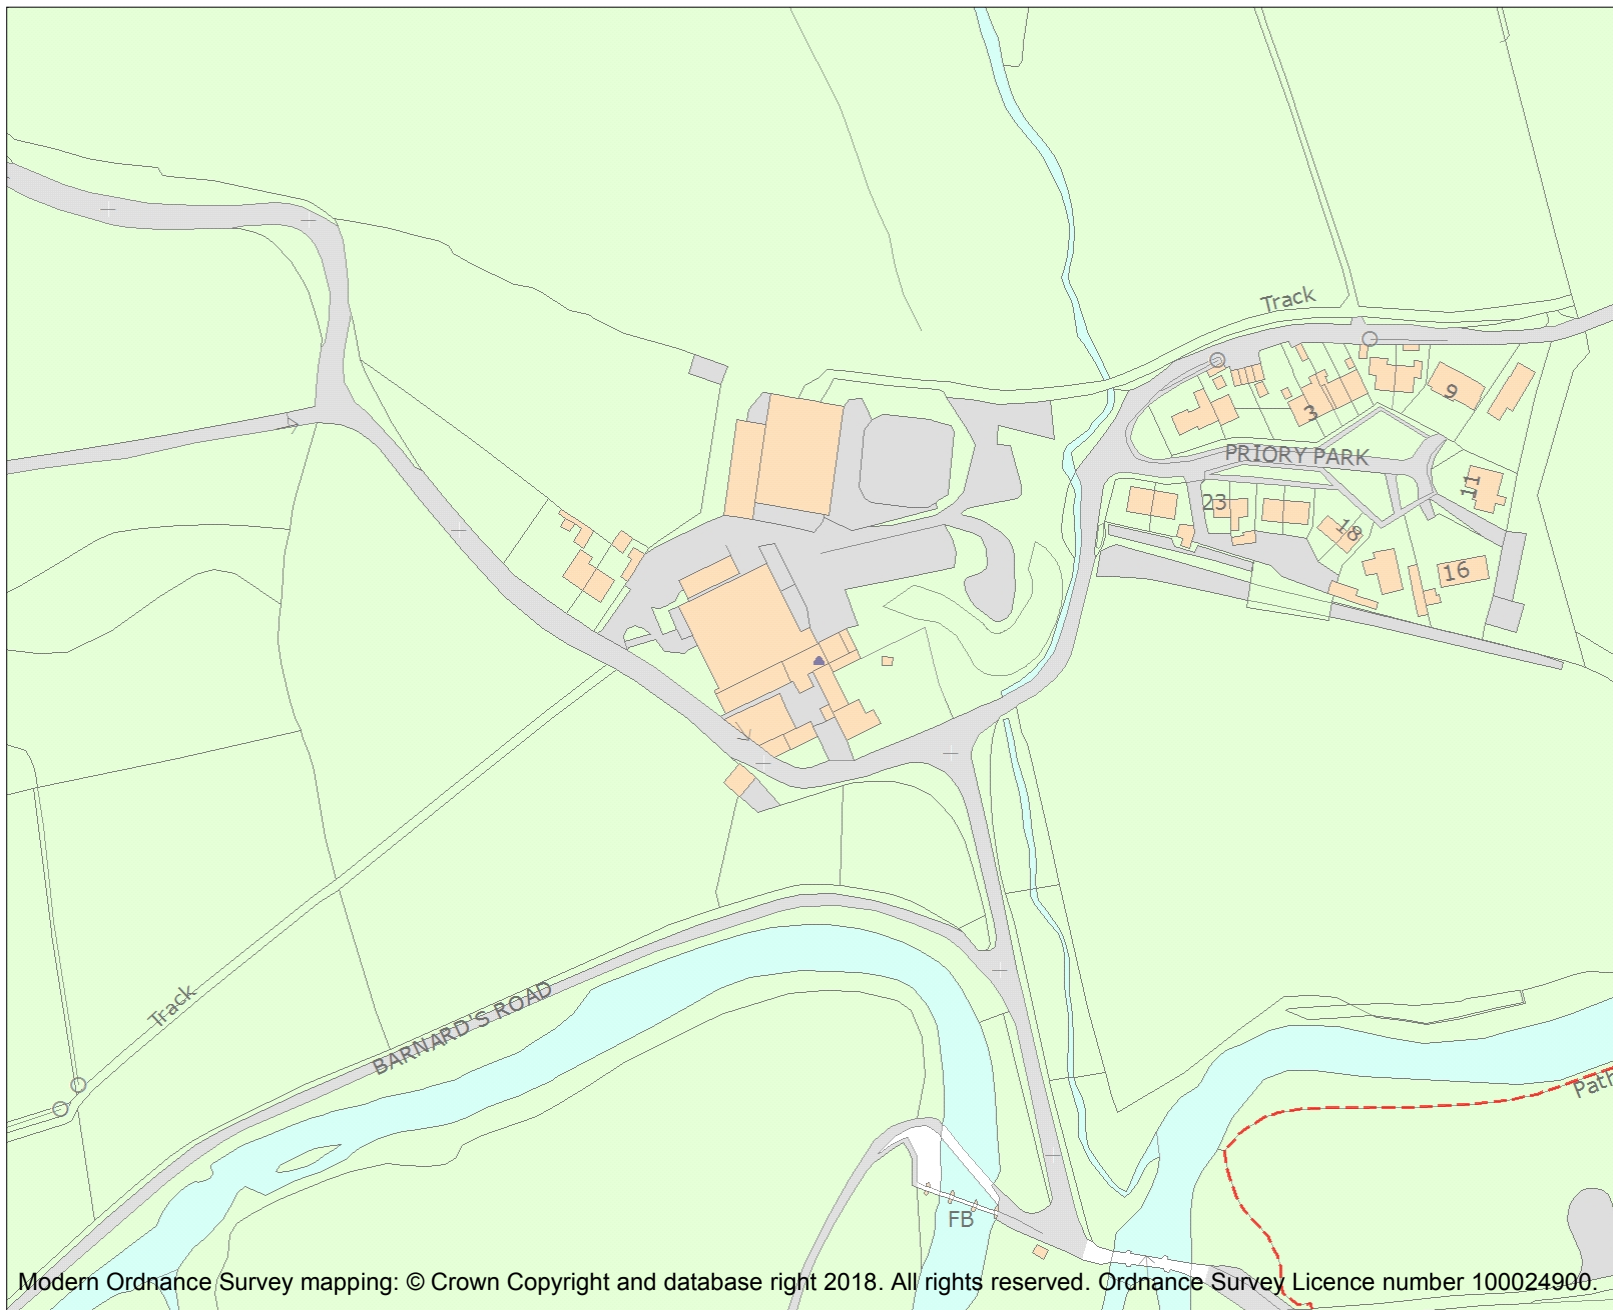 Track
PRIORY PARK
3
9
11
23
18
16
Track
BARNARD'S ROAD
Path
FB
Modern Ordnance Survey mapping: © Crown Copyright and database right 2018. All rights reserved. Ordnance Survey Licence number 100024900.